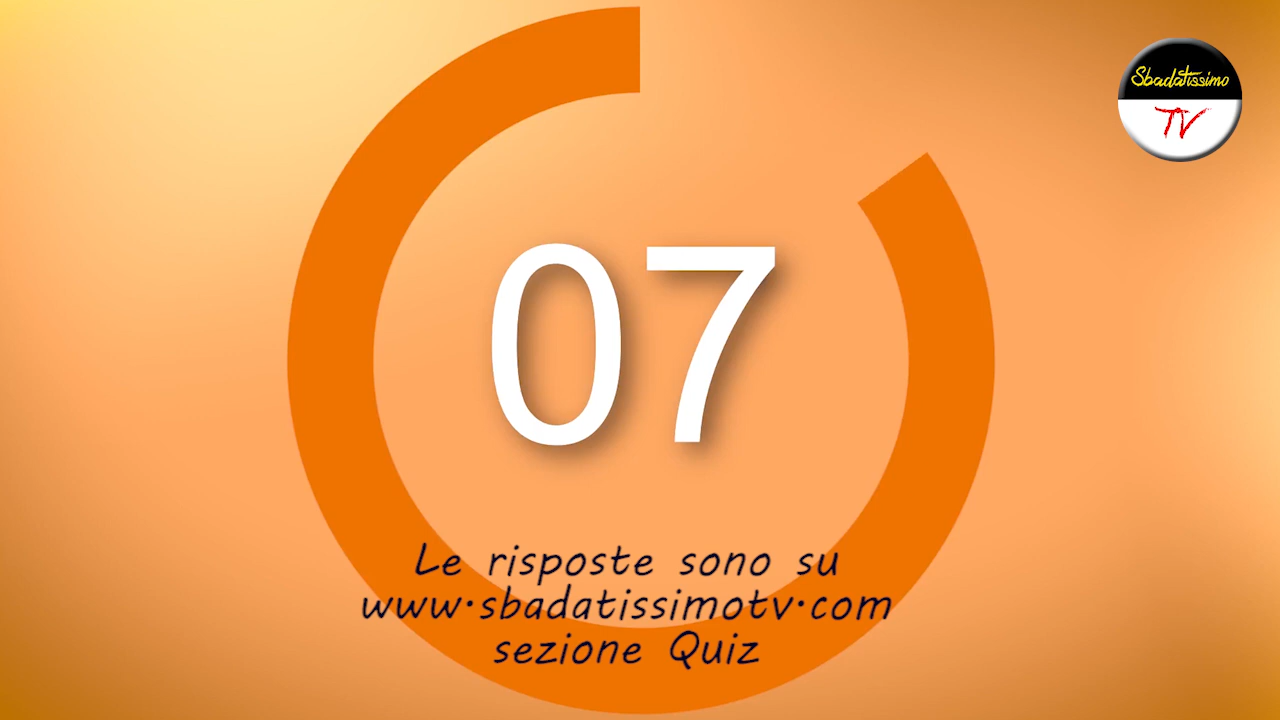 Sbadatissimo
TV
07
Le risposte sono su
www.sbadatissimotv.com
sezione Quiz